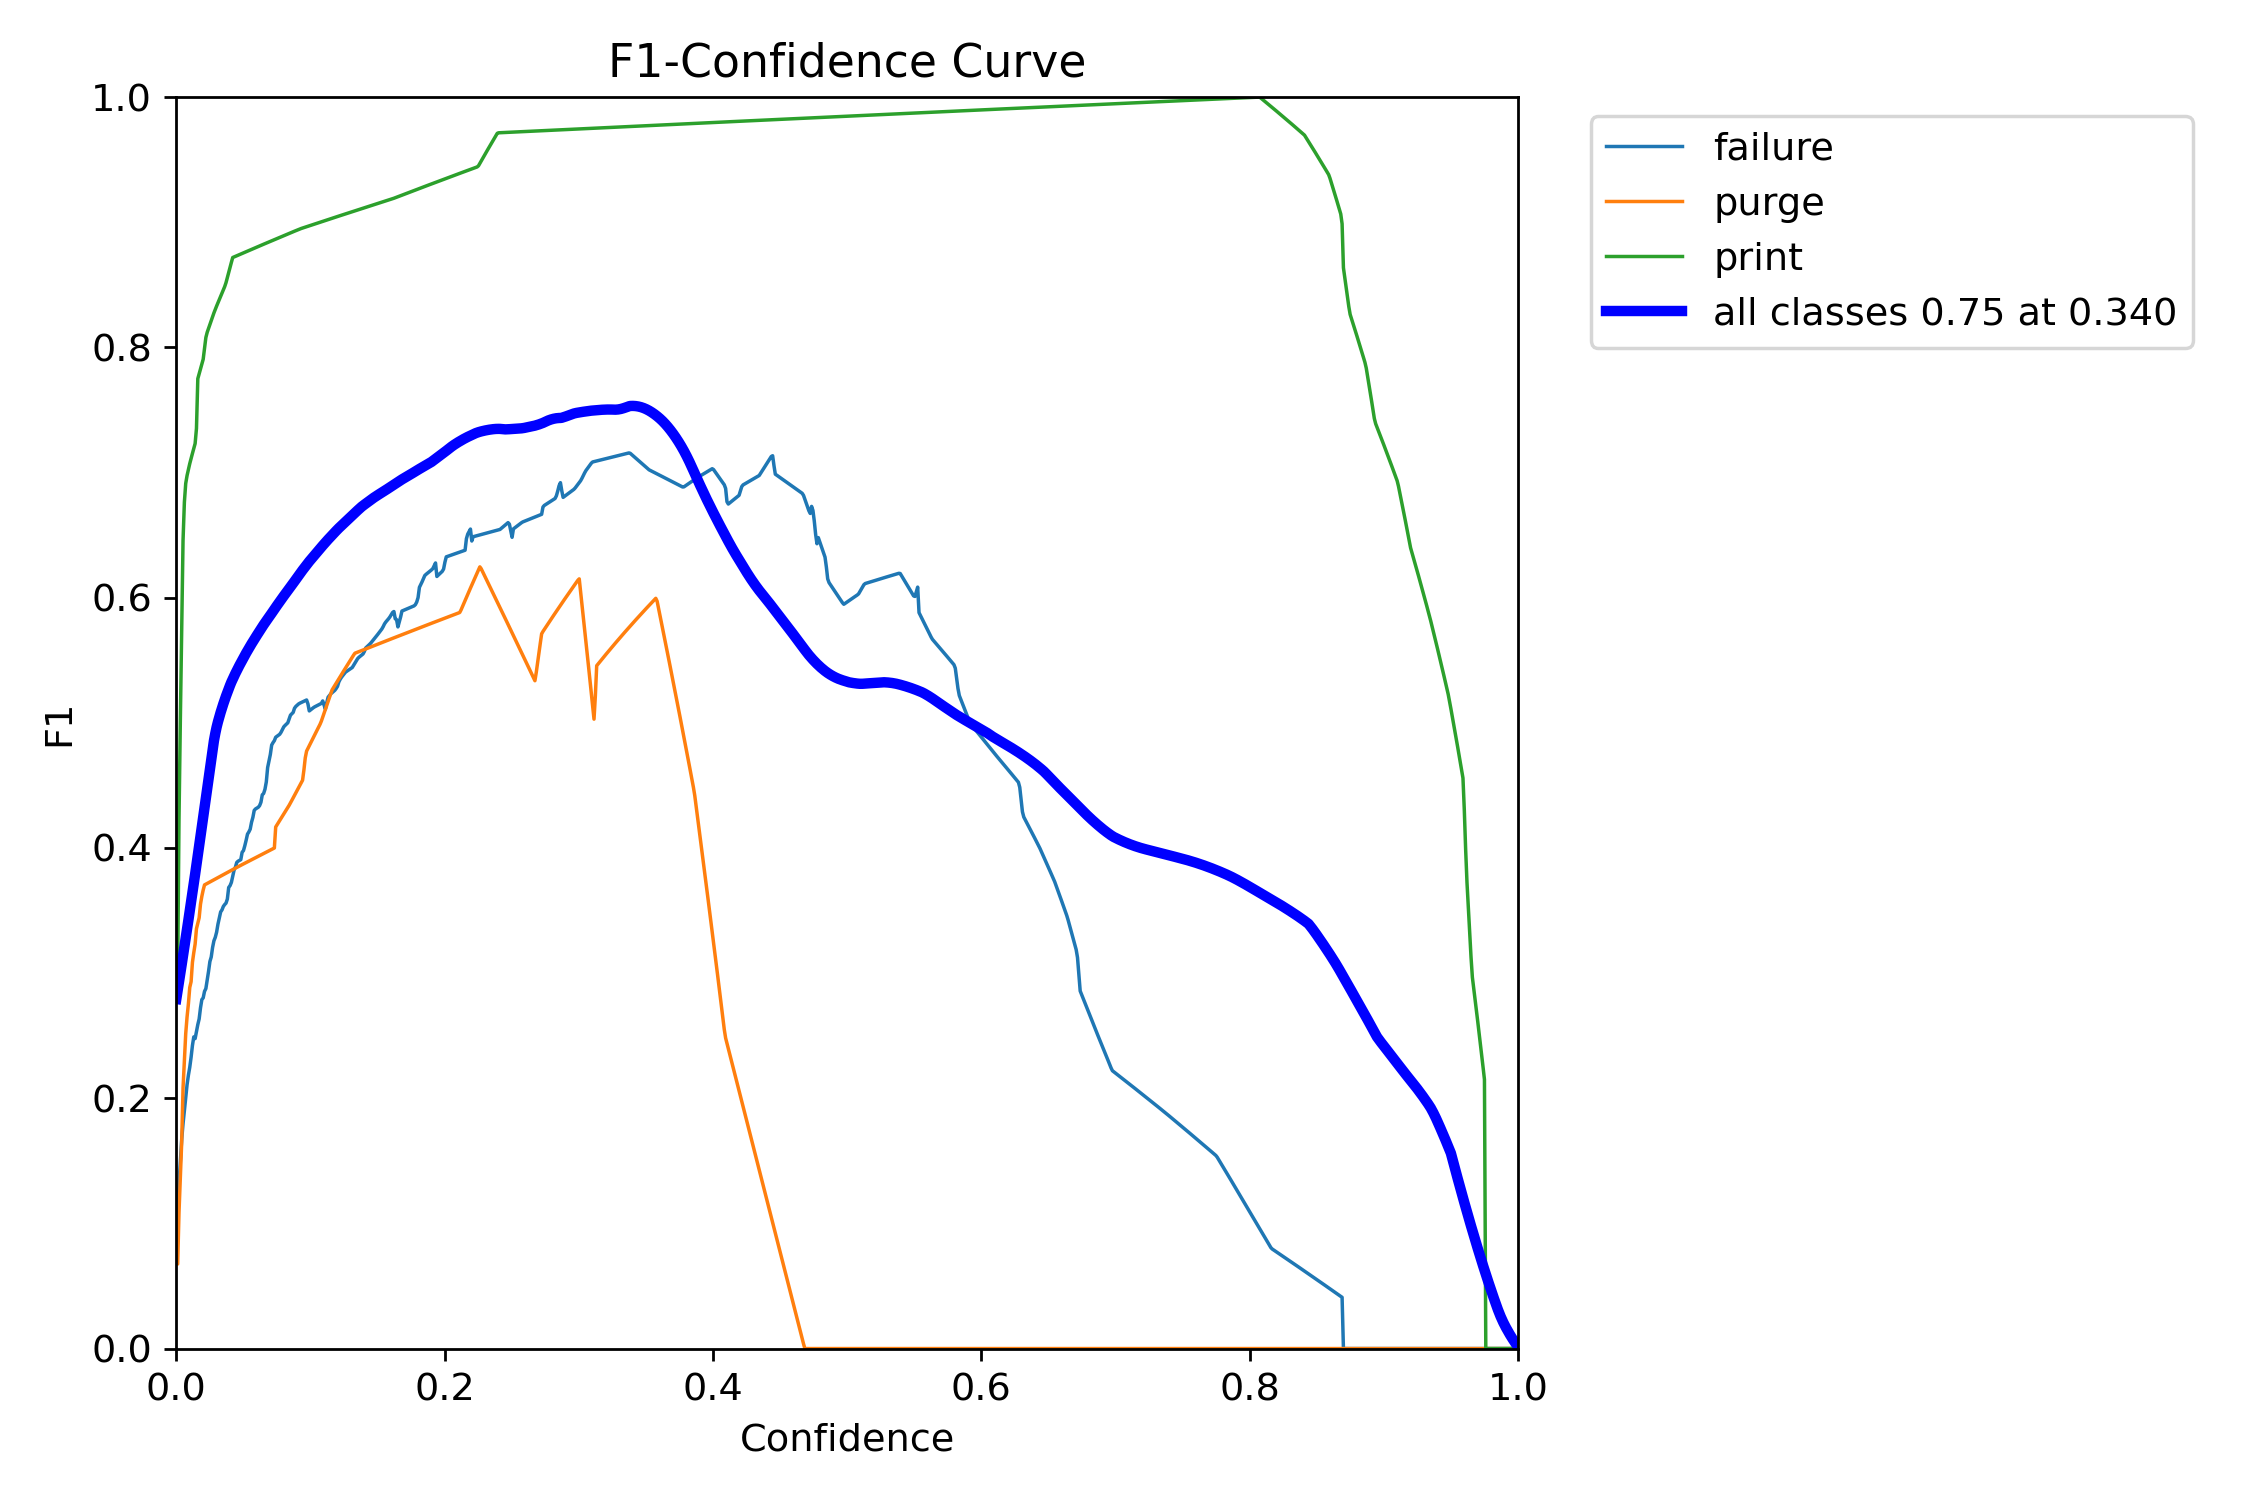 F1-Confidence Curve
1.0
0.8
0.6
0.4
0.2
0.0
F1
0.0 0.2 0.4 0.6 0.8 1.0
Confidence
failure
purge
print
all classes 0.75 at 0.340